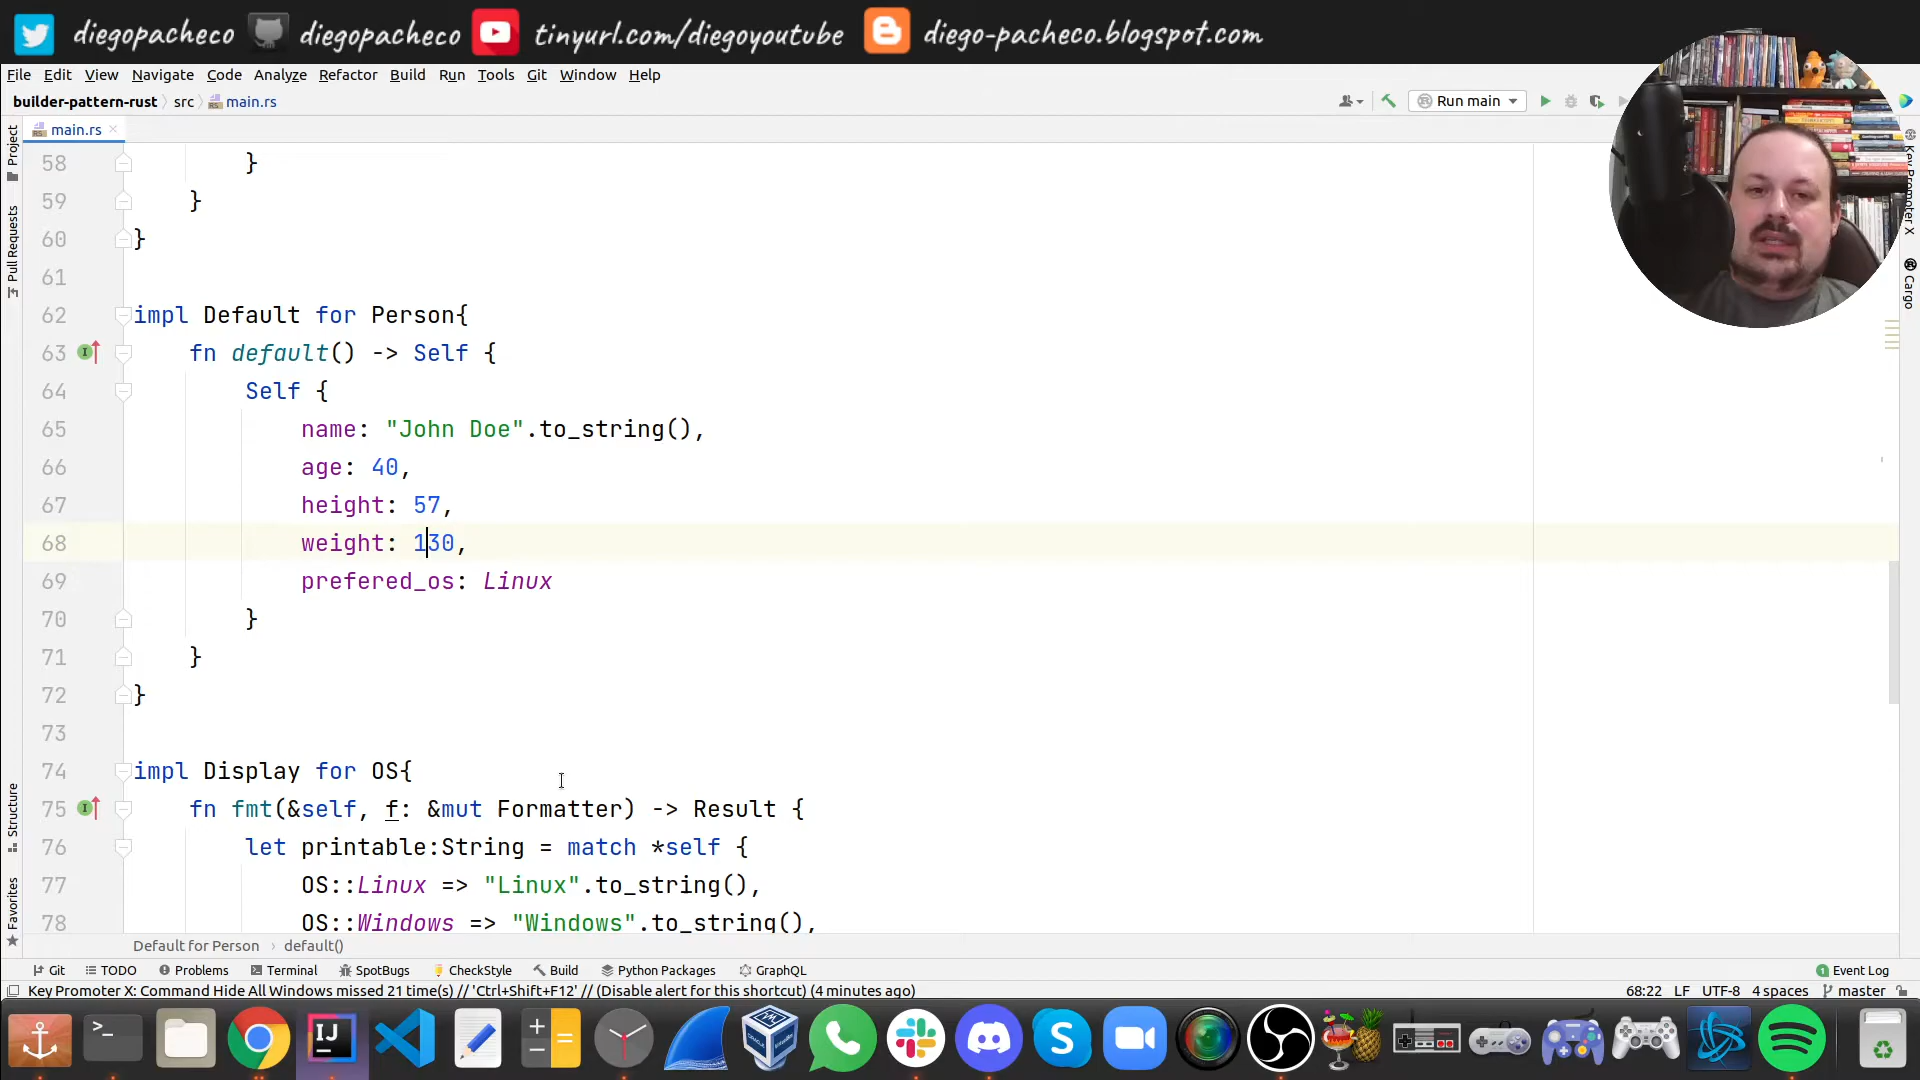 diegopacheco diegopacheco tinyurl.com/diegoyoutube diego-pacheco.blogspot.com
File Edit View Navigate Code Analyze Refactor Build Run Tools Git Window Help
builder-pattern-rust src main.rs Run main
main.rs
58 }
59 }
60 }
61
62 impl Default for Person{
63 fn default() -> Self {
64 Self {
65 name: "John Doe".to_string(),
66 age: 40,
67 height: 57,
68 weight: 130,
69 prefered_os: Linux
70 }
71 }
72 }
73
74 impl Display for OS{
75 fn fmt(&self, f: &mut Formatter) -> Result {
76 let printable:String = match *self {
77 OS::Linux => "Linux".to_string(),
78 OS::Windows => "Windows".to_string(),
Project
Pull Requests
Structure
Favorites
Key Promoter X
Cargo
Default for Person default()
Git TODO Problems Terminal SpotBugs CheckStyle Build Python Packages GraphQL 1 Event Log
Key Promoter X: Command Hide All Windows missed 21 time(s) // 'Ctrl+Shift+F12' // (Disable alert for this shortcut) (4 minutes ago) 68:22 LF UTF-8 4 spaces master